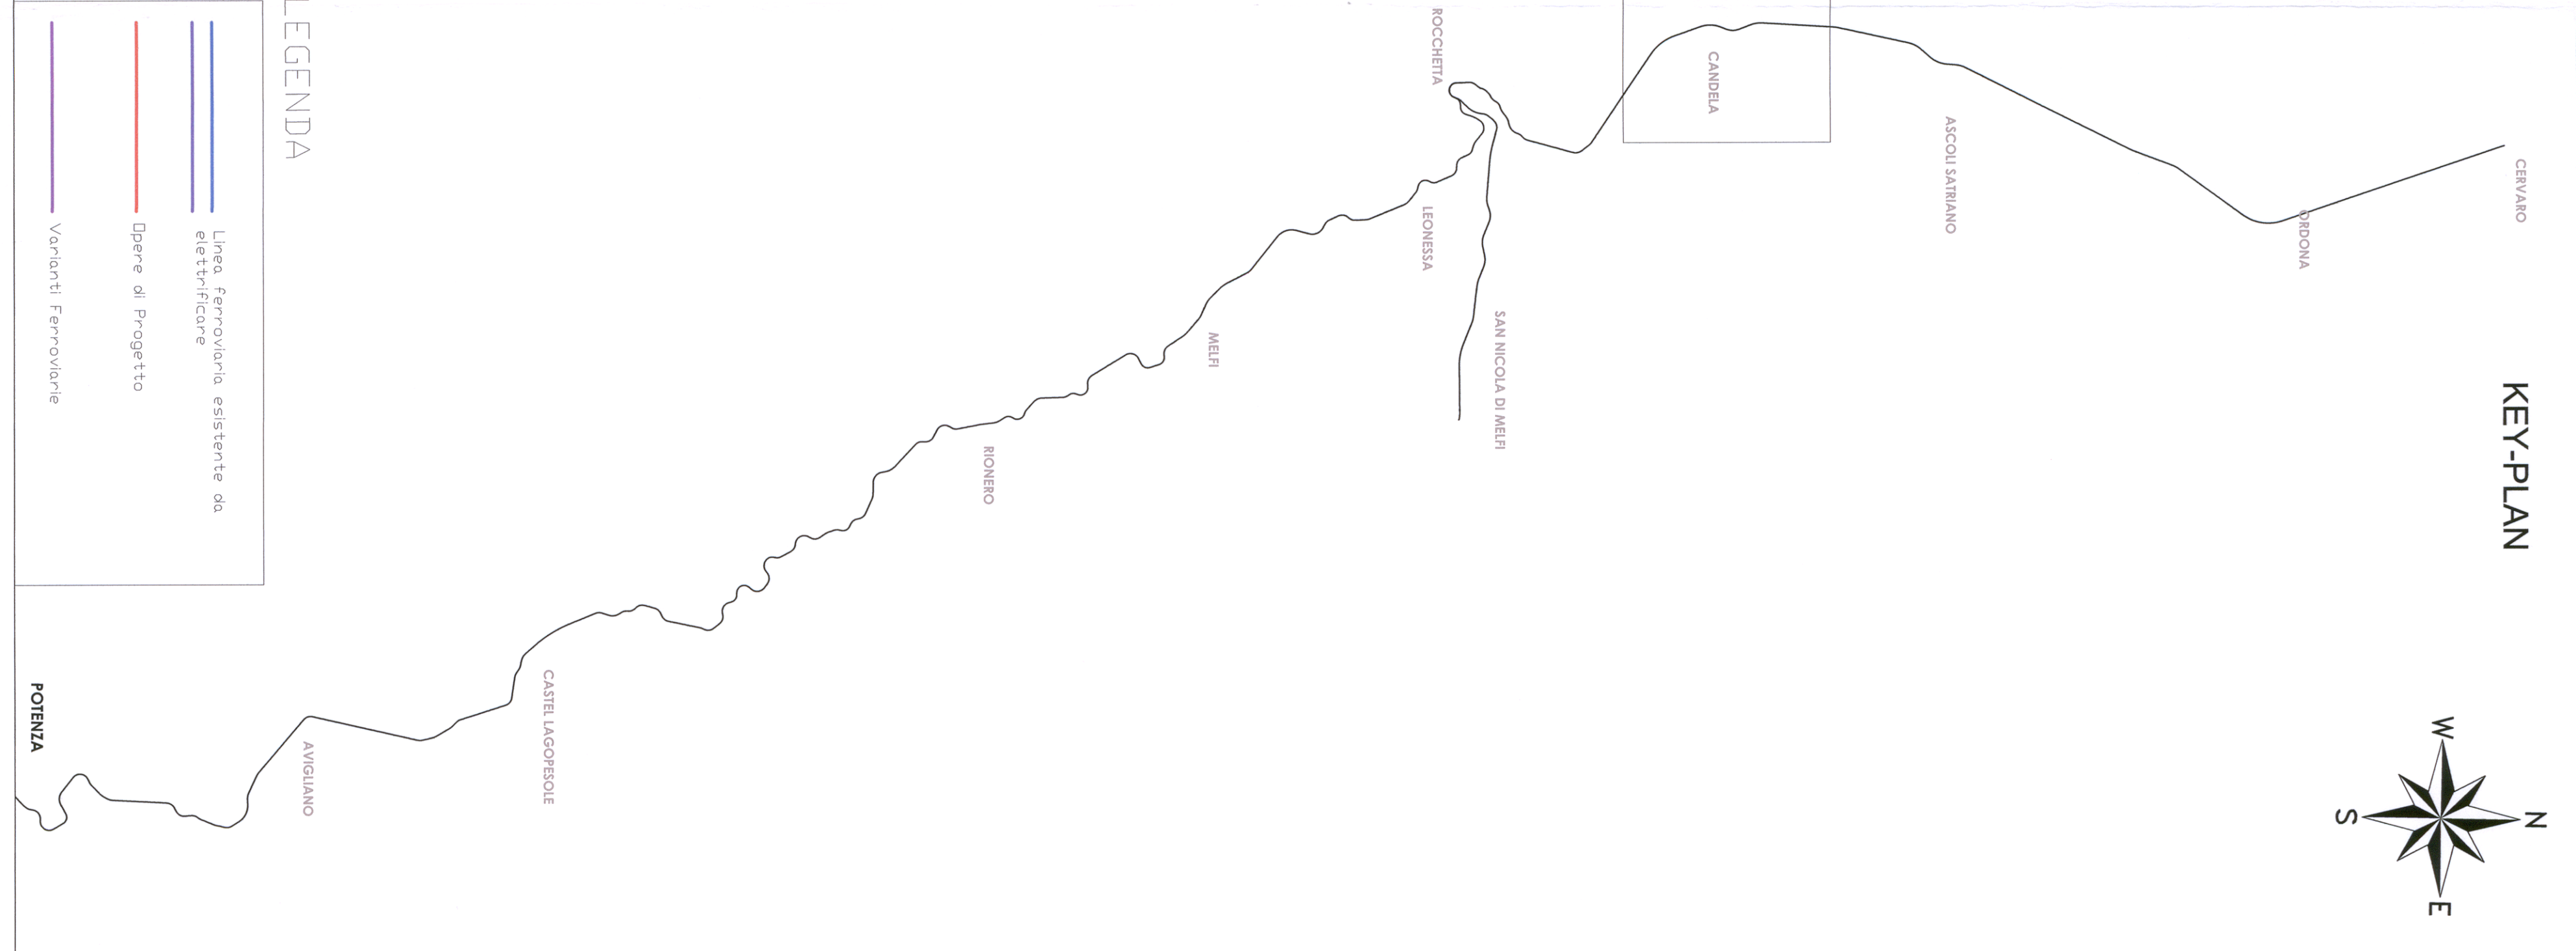 KEY-PLAN
N
W
E
S
CERVARO
ORDONA
ASCOLI SATRIANO
CANDELA
ROCCHETTA
SAN NICOLA DI MELFI
LEONESSA
MELFI
RIONERO
CASTEL LAGOPESOLE
AVIGLIANO
POTENZA
LEGENDA
Linea ferroviaria esistente da
elettrificare
Opere di Progetto
Varianti Ferroviarie